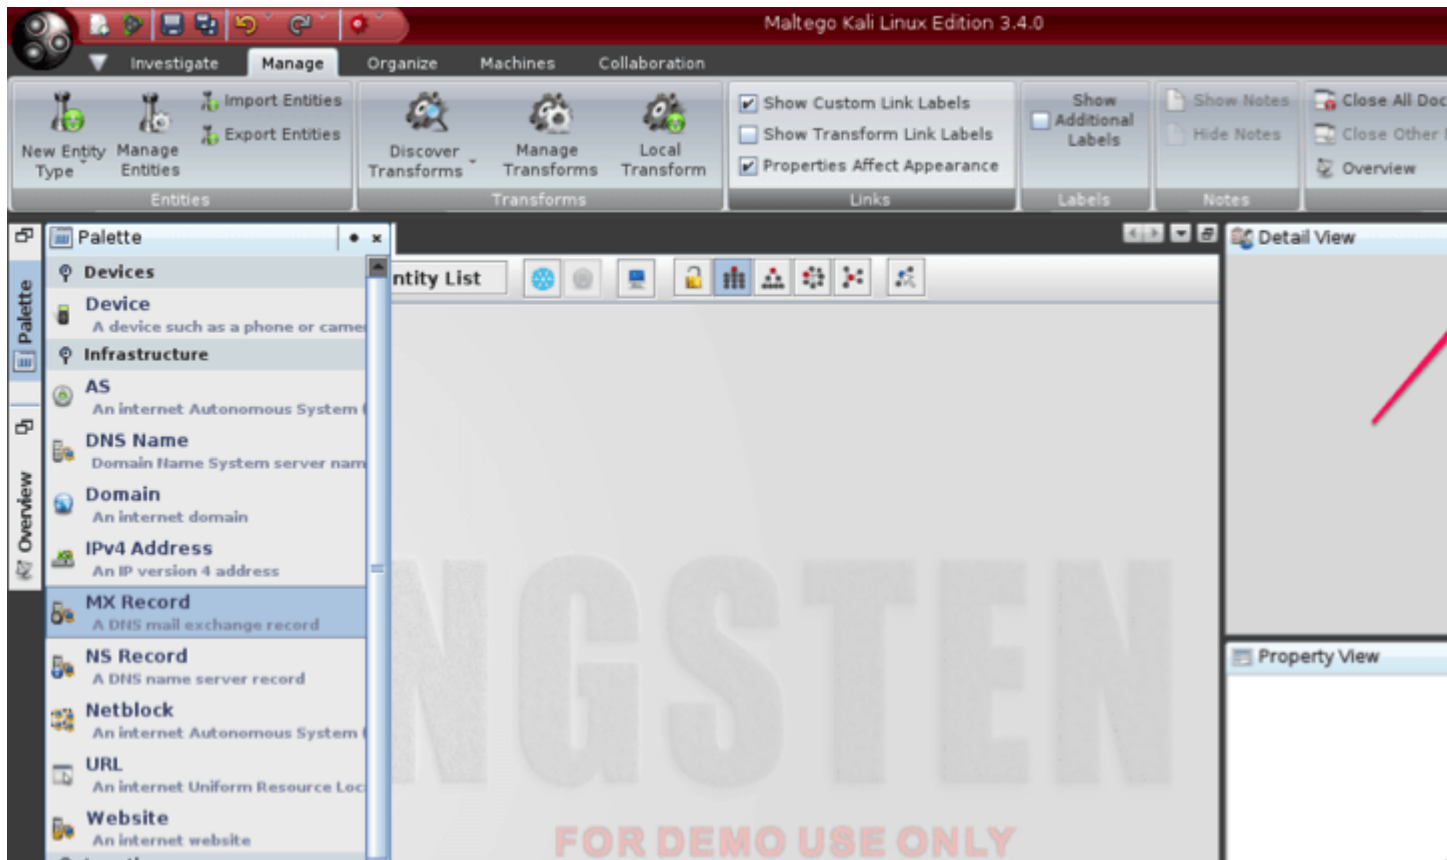 Maltego Kali Linux Edition 3.4.0
Investigate Manage Organize Machines Collaboration
New Entity Type
Manage Entities
Import Entities
Export Entities
Entities
Discover Transforms
Manage Transforms
Local Transform
Transforms
Show Custom Link Labels
Show Transform Link Labels
Properties Affect Appearance
Links
Show Additional Labels
Labels
Show Notes
Hide Notes
Notes
Close All Doc
Close Other
Overview
Palette
Overview
Palette
Devices
Device
A device such as a phone or came
Infrastructure
AS
An internet Autonomous System (
DNS Name
Domain Name System server nam
Domain
An internet domain
IPv4 Address
An IP version 4 address
MX Record
A DNS mail exchange record
NS Record
A DNS name server record
Netblock
An internet Autonomous System (
URL
An internet Uniform Resource Loc
Website
An internet website
ntity List
NGSTEN
FOR DEMO USE ONLY
Detail View
Property View